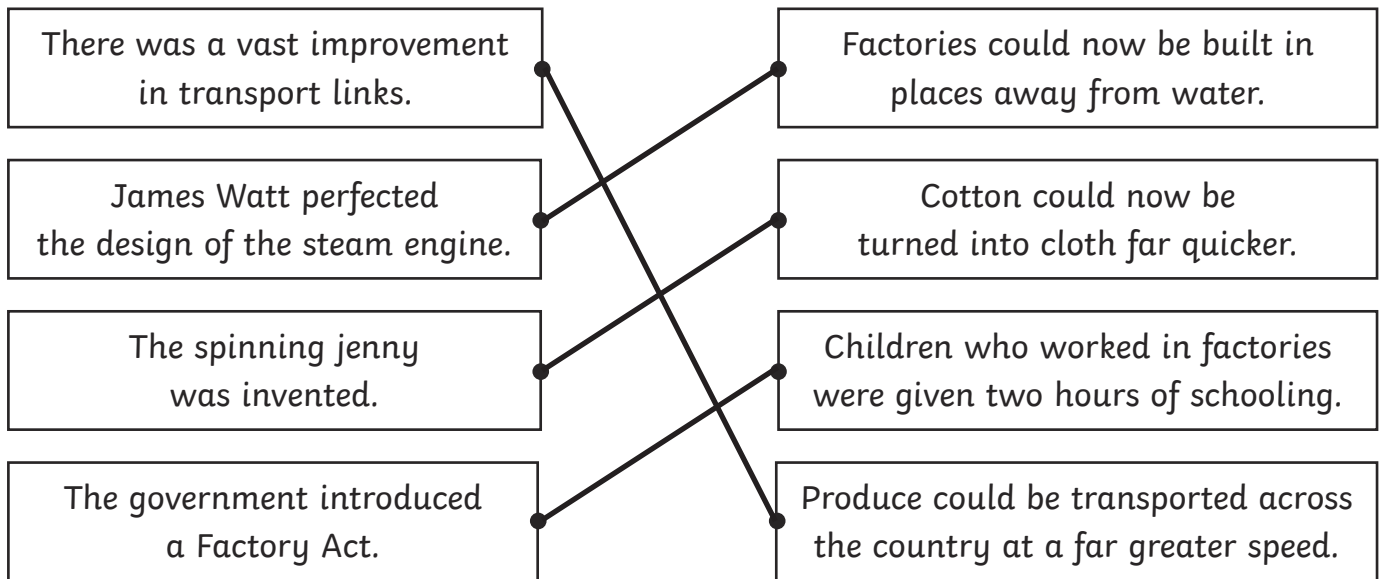 There was a vast improvement
in transport links.
Factories could now be built in
places away from water.
James Watt perfected
the design of the steam engine.
Cotton could now be
turned into cloth far quicker.
The spinning jenny
was invented.
Children who worked in factories
were given two hours of schooling.
The government introduced
a Factory Act.
Produce could be transported across
the country at a far greater speed.